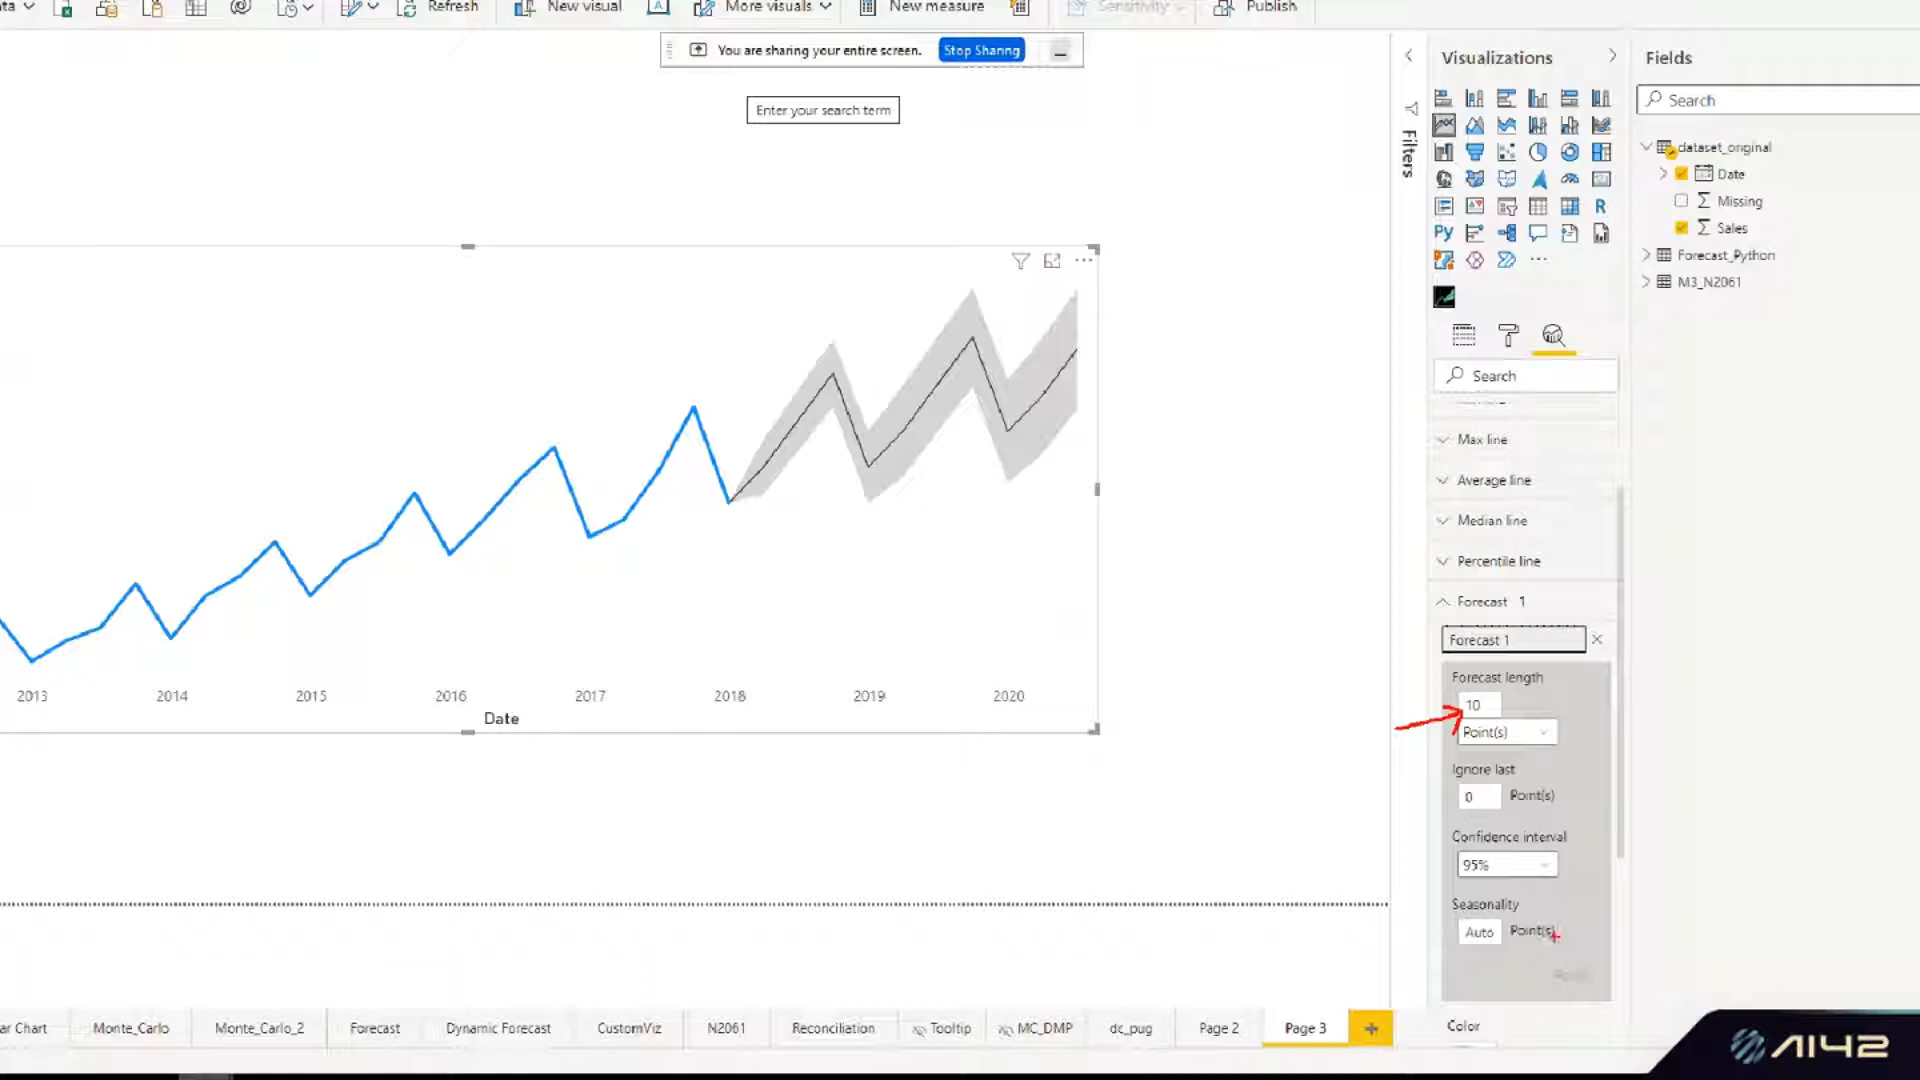 ata
Refresh
New visual
A
More visuals
New measure
Sensitivity
Publish
You are sharing your entire screen.
Stop Sharing
Enter your search term
Visualizations
Fields
Search
Filters
dataset_original
Date
Σ Missing
Σ Sales
Forecast_Python
M3_N2061
R
Py
Search
Max line
Average line
Median line
Percentile line
Forecast 1
Forecast 1
Forecast length
10
Point(s)
Ignore last
0 Point(s)
Confidence interval
95%
Seasonality
Auto Point(s)
Color
2013 2014 2015 2016 2017 2018 2019 2020
Date
ar Chart Monte_Carlo Monte_Carlo_2 Forecast Dynamic Forecast CustomViz N2061 Reconciliation Tooltip MC_DMP dc_pug Page 2 Page 3 +
AI42